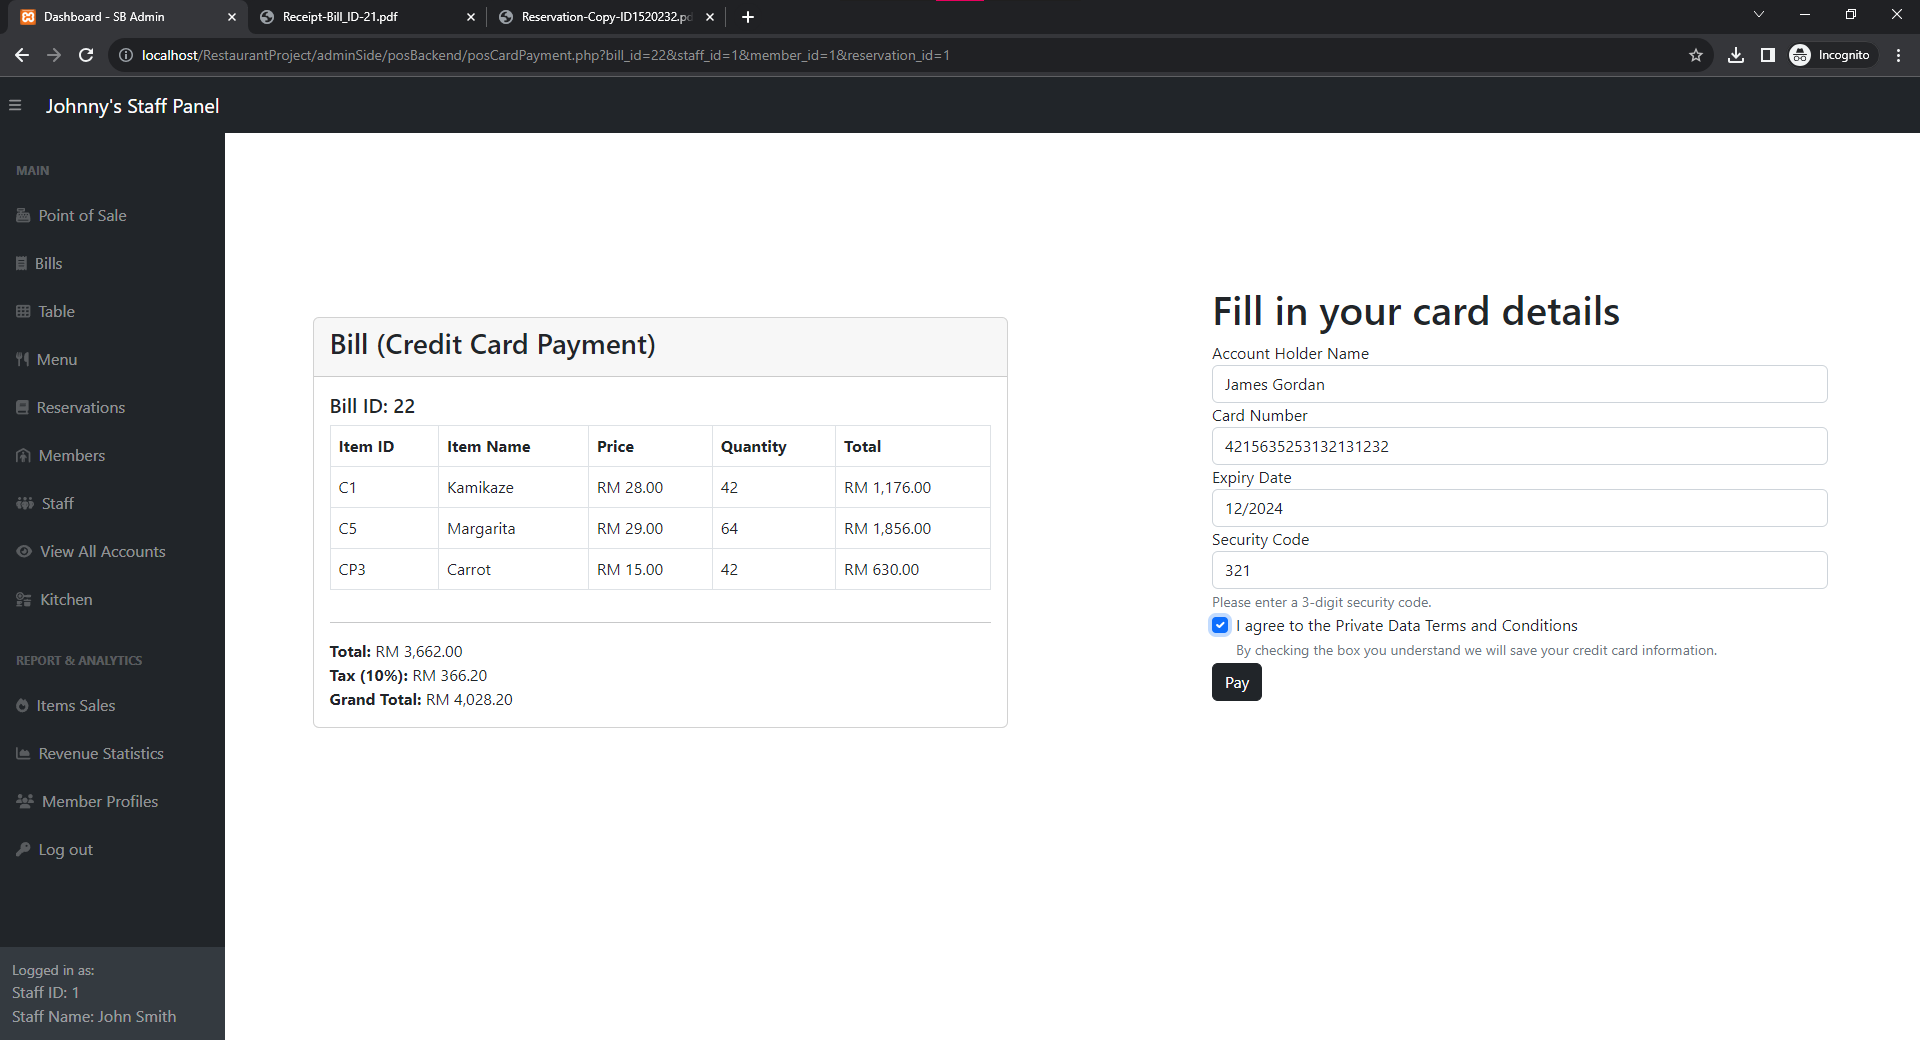 Dashboard - SB Admin
Receipt-Bill_ID-21.pdf
Reservation-Copy-ID1520232.pd
localhost/RestaurantProject/adminSide/posBackend/posCardPayment.php?bill_id=22&staff_id=1&member_id=1&reservation_id=1
Incognito
Johnny's Staff Panel
MAIN
Point of Sale
Bills
Table
Menu
Reservations
Members
Staff
View All Accounts
Kitchen
REPORT & ANALYTICS
Items Sales
Revenue Statistics
Member Profiles
Log out
Logged in as:
Staff ID: 1
Staff Name: John Smith
Bill (Credit Card Payment)
Bill ID: 22
Item ID Item Name Price Quantity Total
C1 Kamikaze RM 28.00 42 RM 1,176.00
C5 Margarita RM 29.00 64 RM 1,856.00
CP3 Carrot RM 15.00 42 RM 630.00
Total: RM 3,662.00
Tax (10%): RM 366.20
Grand Total: RM 4,028.20
Fill in your card details
Account Holder Name
James Gordan
Card Number
4215635253132131232
Expiry Date
12/2024
Security Code
321
Please enter a 3-digit security code.
I agree to the Private Data Terms and Conditions
By checking the box you understand we will save your credit card information.
Pay